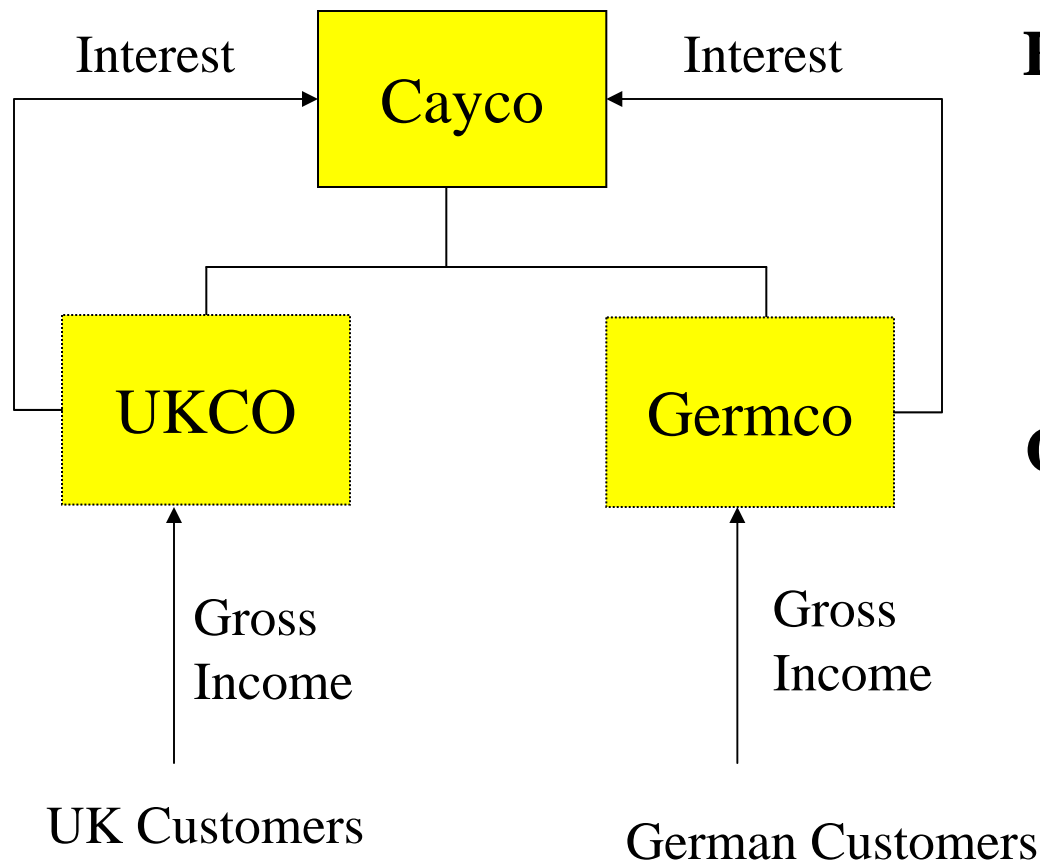 Interest
Interest
Cayco
UKCO
Germco
Gross
Income
Gross
Income
UK Customers
German Customers